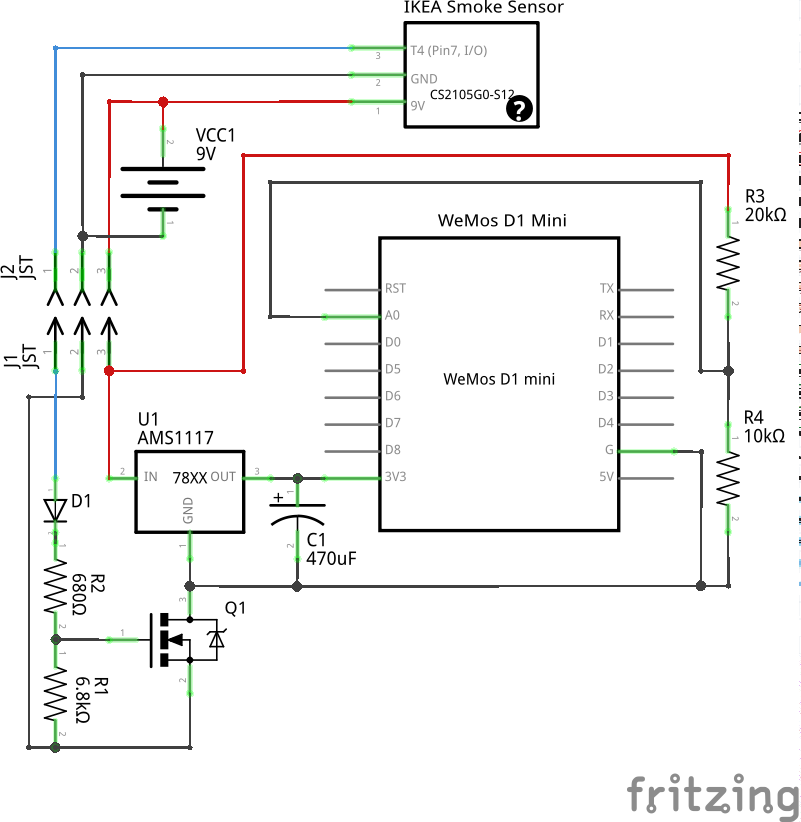 IKEA Smoke Sensor
T4 (Pin7, I/O)
3
GND
2
CS2105G0-S12
9V
1
?
VCC1
9V
2
1
R3
20kΩ
1
2
WeMos D1 Mini
J2
JST
1
2
3
RST
TX
A0
RX
D0
D1
J1
JST
1
2
3
D5
D2
WeMos D1 mini
D6
D3
D7
D4
R4
10kΩ
1
2
D8
G
3V3
5V
U1
AMS1117
2
IN
78XX
OUT
3
GND
1
+
1
2
C1
470uF
D1
1
2
R2
680Ω
1
2
Q1
3
1
2
R1
6.8kΩ
1
2
fritzing